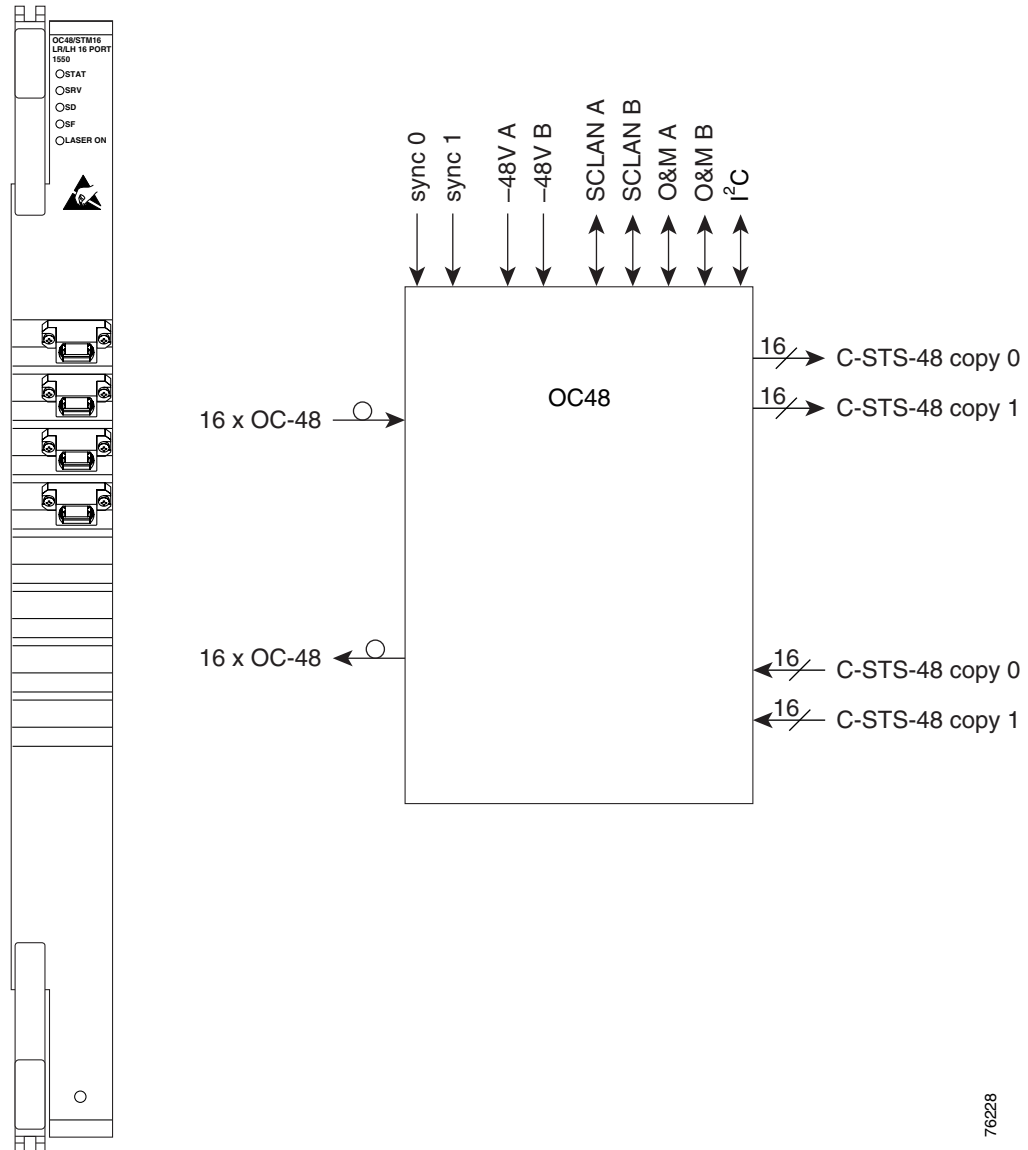 OC48/STM16
LR/LH 16 PORT
1550
STAT
SRV
SD
SF
LASER ON
sync 0
sync 1
–48V A
–48V B
SCLAN A
SCLAN B
O&M A
O&M B
I²C
16
C-STS-48 copy 0
16
C-STS-48 copy 1
OC48
16 x OC-48
16 x OC-48
16
C-STS-48 copy 0
16
C-STS-48 copy 1
76228